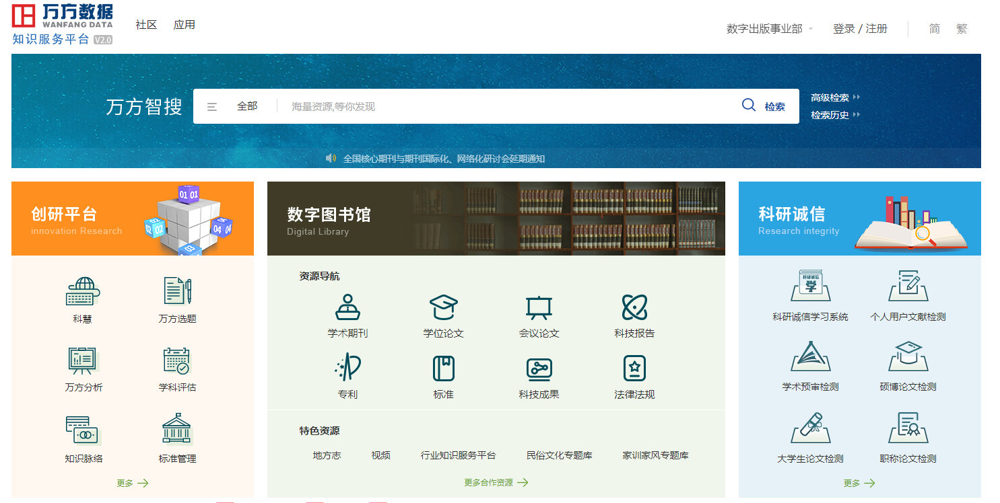 万方数据
WANFANG DATA
知识服务平台 V2.0
社区 应用
数字出版事业部 登录 / 注册 简 繁
万方智搜
全部 海量资源,等你发现 检索
高级检索
检索历史
全国核心期刊与期刊国际化、网络化研讨会延期通知
创研平台
innovation Research
01 01
02 02
04 04
03
科慧 万方选题
万方分析 学科评估
知识脉络 标准管理
更多
数字图书馆
Digital Library
资源导航
学术期刊 学位论文 会议论文 科技报告
专利 标准 科技成果 法律法规
特色资源
地方志 视频 行业知识服务平台 民俗文化专题库 家训家风专题库
更多合作资源
科研诚信
Research integrity
科研诚信
学
科研诚信学习系统 个人用户文献检测
学术预审检测 硕博论文检测
大学生论文检测 职称论文检测
更多